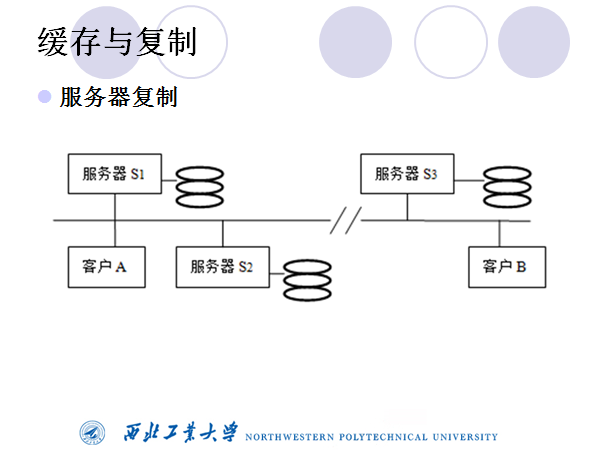 缓存与复制
服务器复制
服务器 S1
服务器 S3
客户 A
服务器 S2
客户 B
西北工业大学 NORTHWESTERN POLYTECHNICAL UNIVERSITY